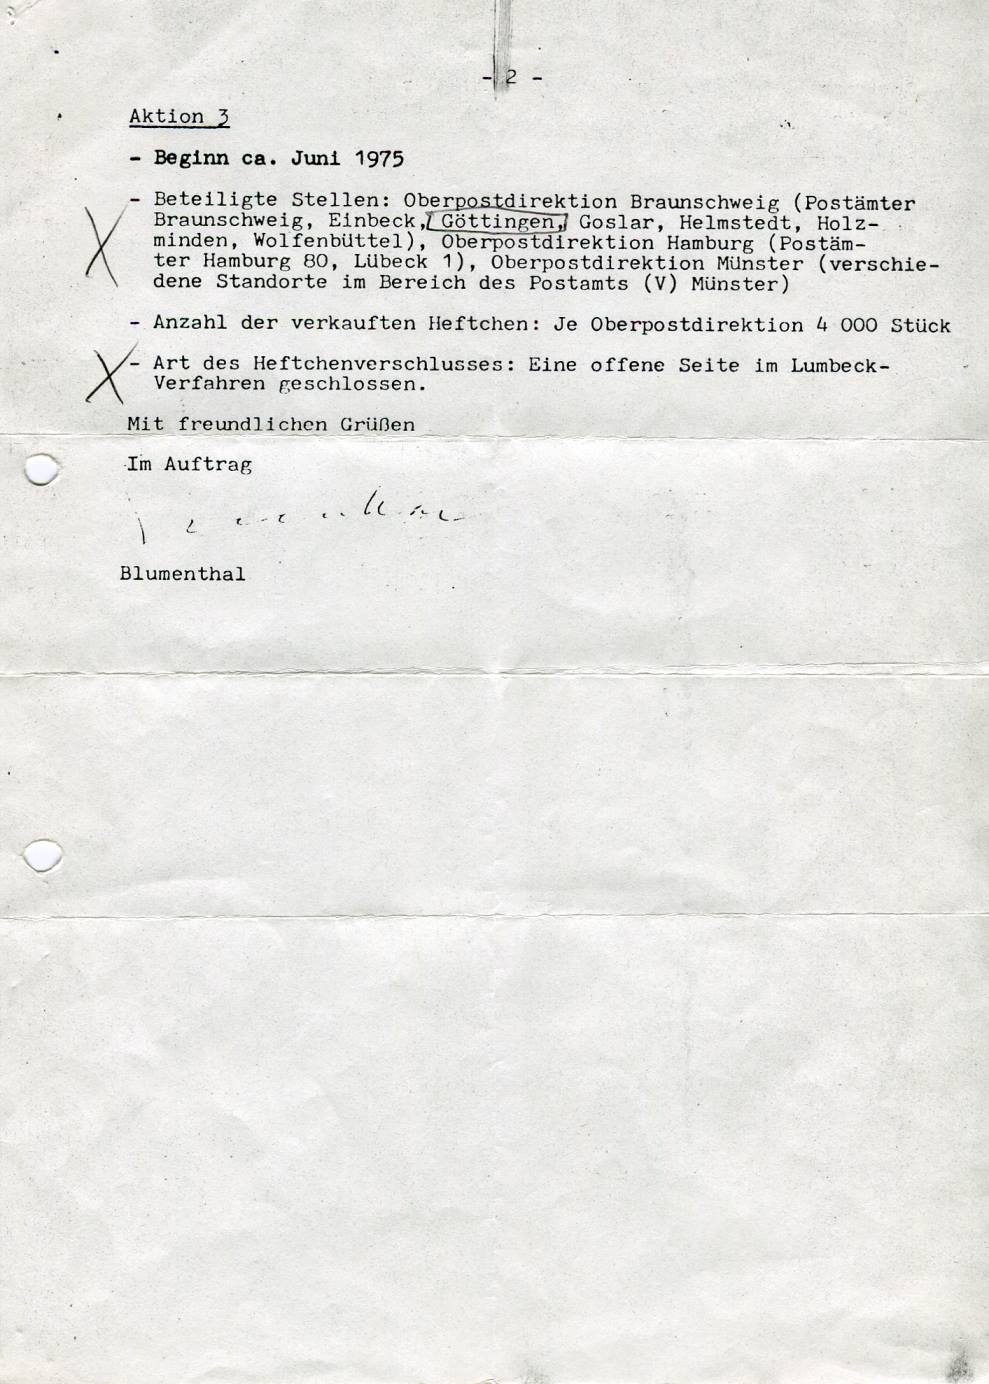 - 2 -
Aktion 3
- Beginn ca. Juni 1975
- Beteiligte Stellen: Oberpostdirektion Braunschweig (Postämter
Braunschweig, Einbeck, Göttingen, Goslar, Helmstedt, Holz-
minden, Wolfenbüttel), Oberpostdirektion Hamburg (Postäm-
ter Hamburg 80, Lübeck 1), Oberpostdirektion Münster (verschie-
dene Standorte im Bereich des Postamts (V) Münster)
- Anzahl der verkauften Heftchen: Je Oberpostdirektion 4 000 Stück
- Art des Heftchenverschlusses: Eine offene Seite im Lumbeck-
Verfahren geschlossen.
Mit freundlichen Grüßen
Im Auftrag
Blumenthal